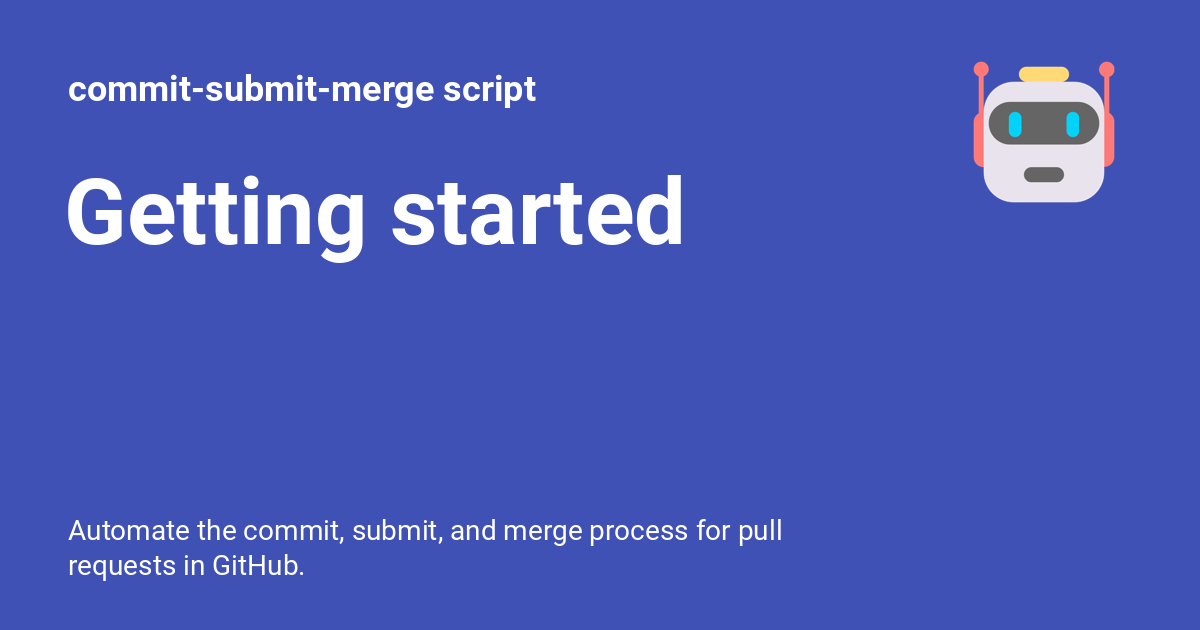 commit-submit-merge script
Getting started
Automate the commit, submit, and merge process for pull
requests in GitHub.